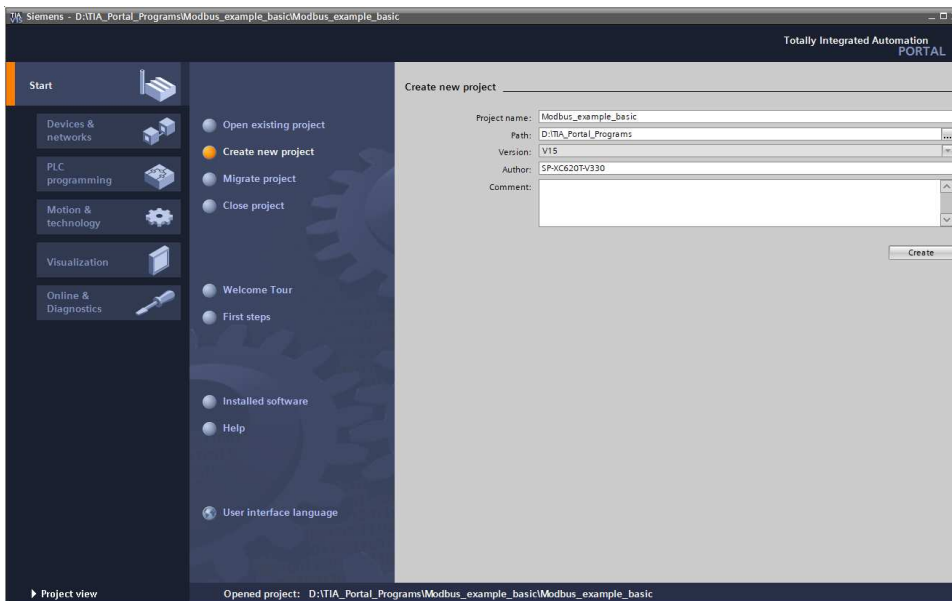 Siemens - D:\TIA_Portal_Programs\Modbus_example_basic\Modbus_example_basic
Totally Integrated Automation
PORTAL
Start
Devices &
networks
PLC
programming
Motion &
technology
Visualization
Online &
Diagnostics
Open existing project
Create new project
Migrate project
Close project
Welcome Tour
First steps
Installed software
Help
User interface language
Create new project
Project name: Modbus_example_basic
Path: D:\TIA_Portal_Programs
...
Version: V15
Author: SP-XC620T-V330
Comment:
Create
Project view
Opened project: D:\TIA_Portal_Programs\Modbus_example_basic\Modbus_example_basic